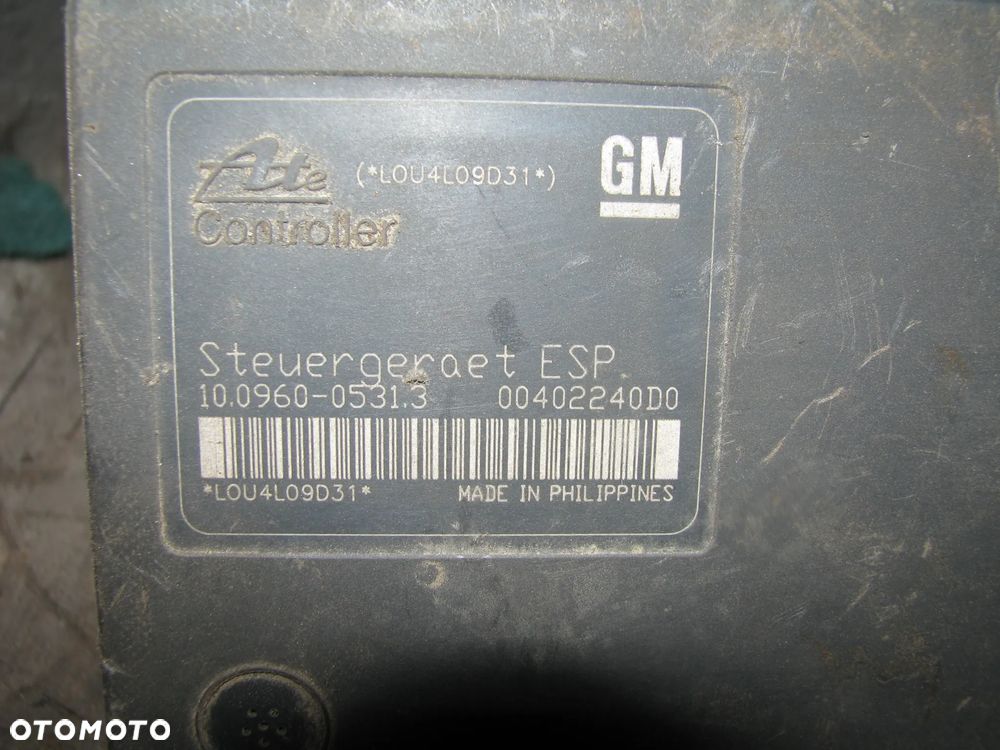 Ate (*LOU4L09D31*) GM
Controller
Steuergeraet ESP
10.0960-0531.3 00402240D0
*LOU4L09D31* MADE IN PHILIPPINES
OTOMOTO